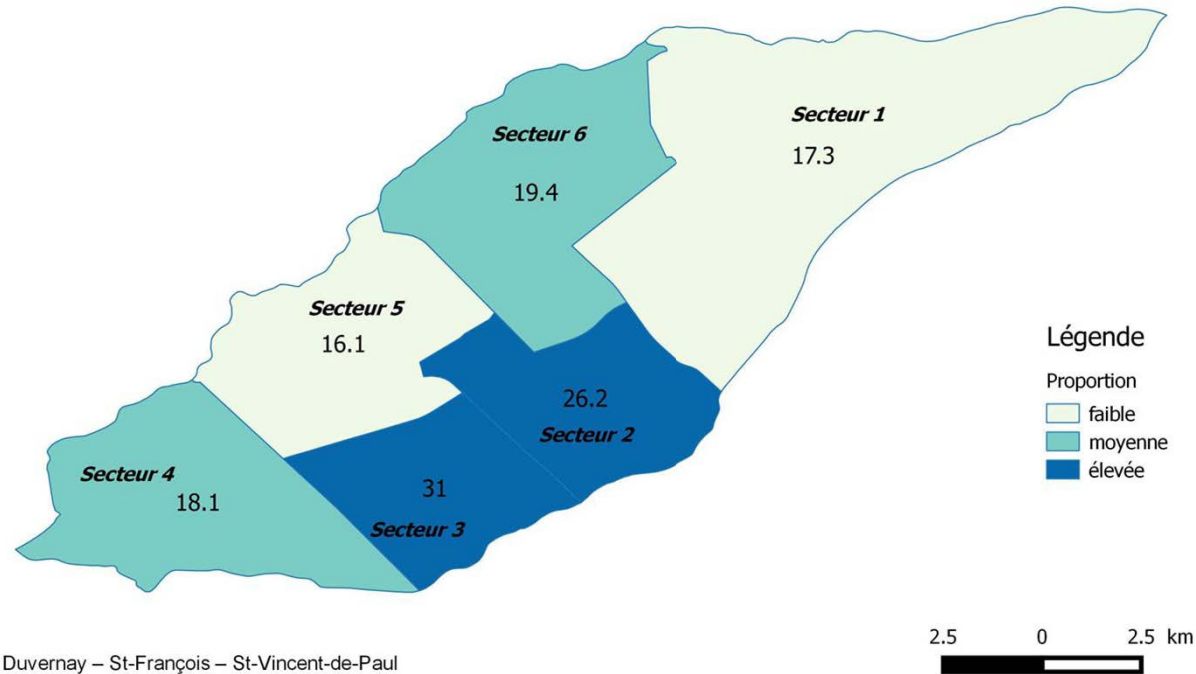 Secteur 1
17.3
Secteur 6
19.4
Secteur 5
16.1
26.2
Secteur 2
Secteur 4
18.1
31
Secteur 3
Légende
Proportion
faible
moyenne
élevée
2.5 0 2.5 km
Duvernay – St-François – St-Vincent-de-Paul